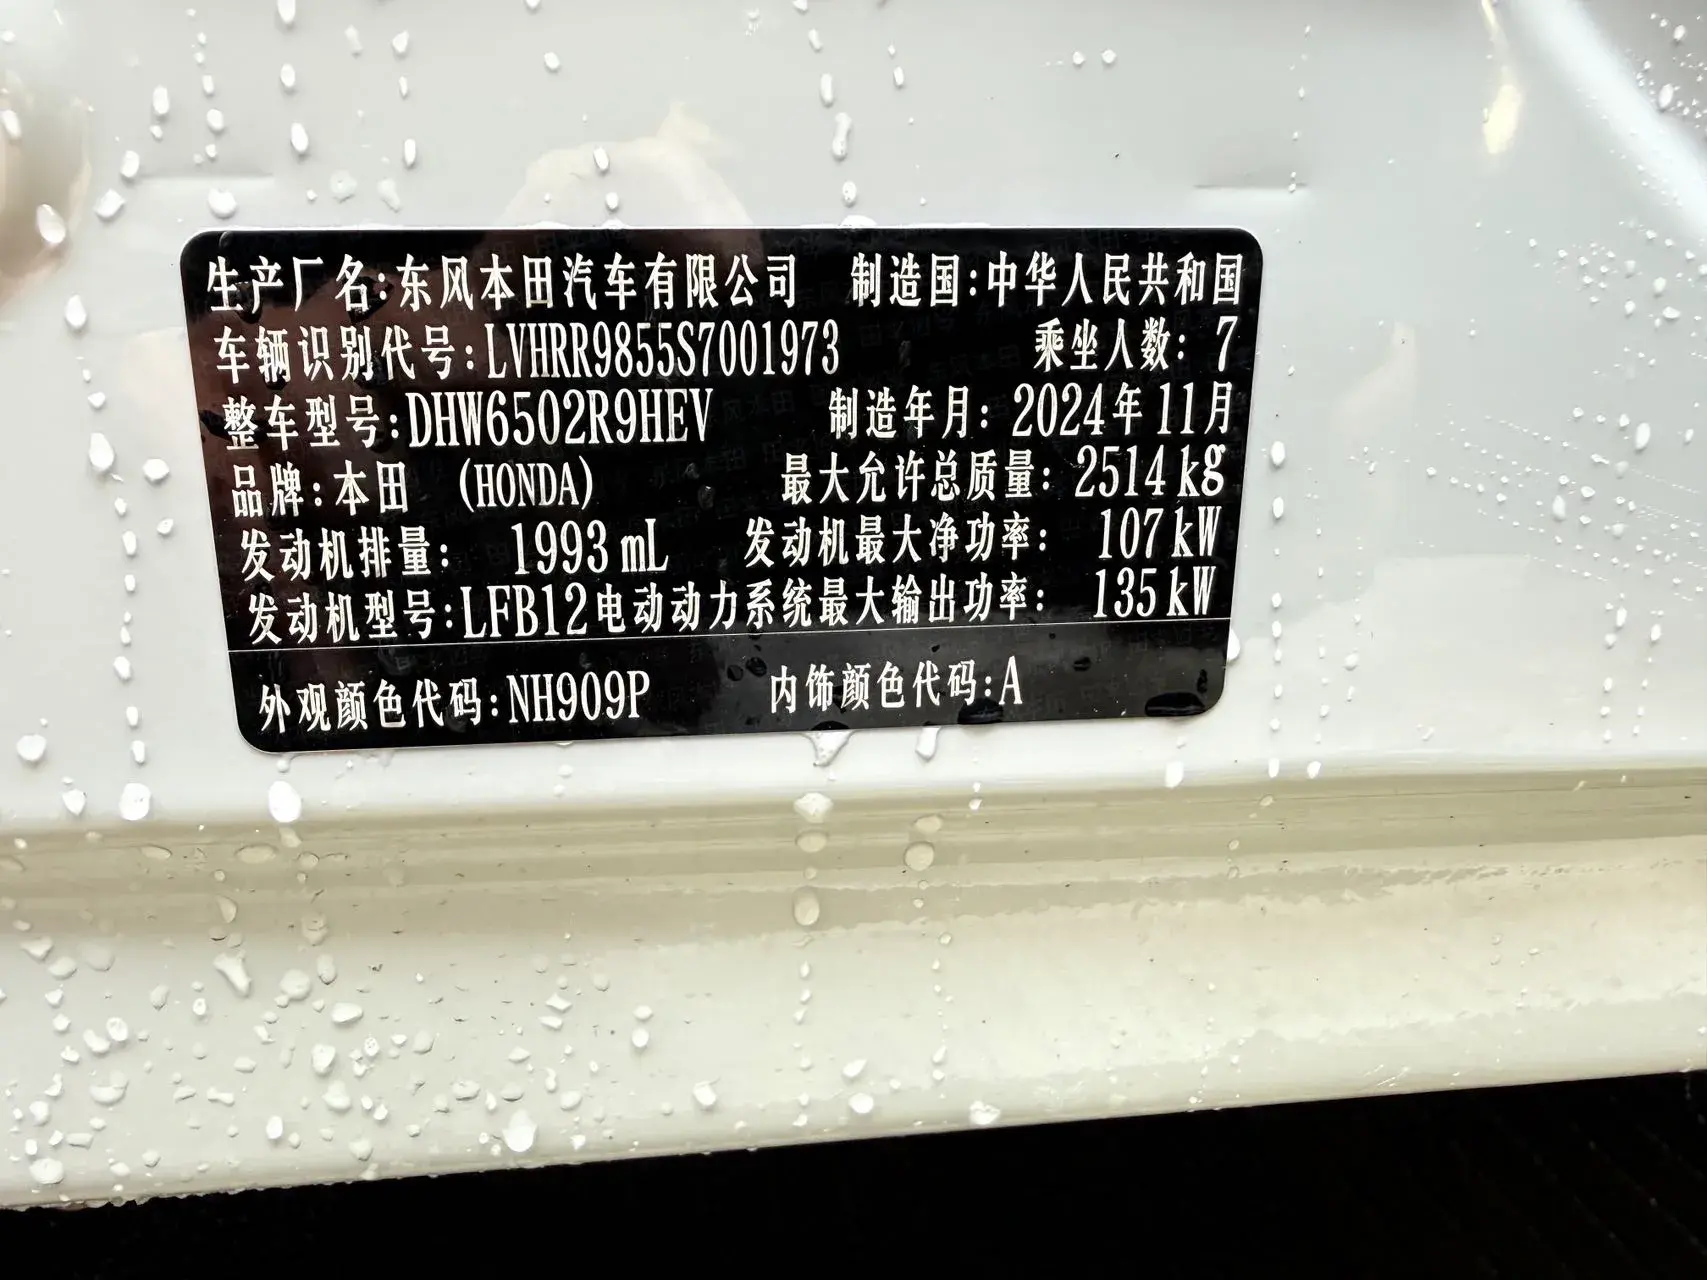 生产厂名:东风本田汽车有限公司 制造国:中华人民共和国
车辆识别代号:LVHRR9855S7001973 乘坐人数:7
整车型号:DHW6502R9HEV 制造年月:2024年11月
品牌:本田 (HONDA) 最大允许总质量:2514kg
发动机排量: 1993mL 发动机最大净功率: 107kW
发动机型号:LFB12 电动动力系统最大输出功率: 135kW
外观颜色代码:NH909P 内饰颜色代码:A